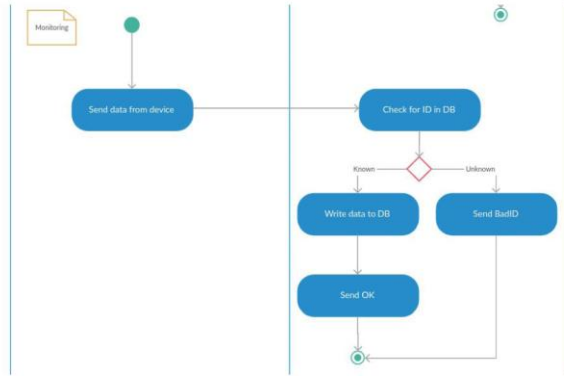 Monitoring
Send data from device
Check for ID in DB
Known
Unknown
Write data to DB
Send BadID
Send OK